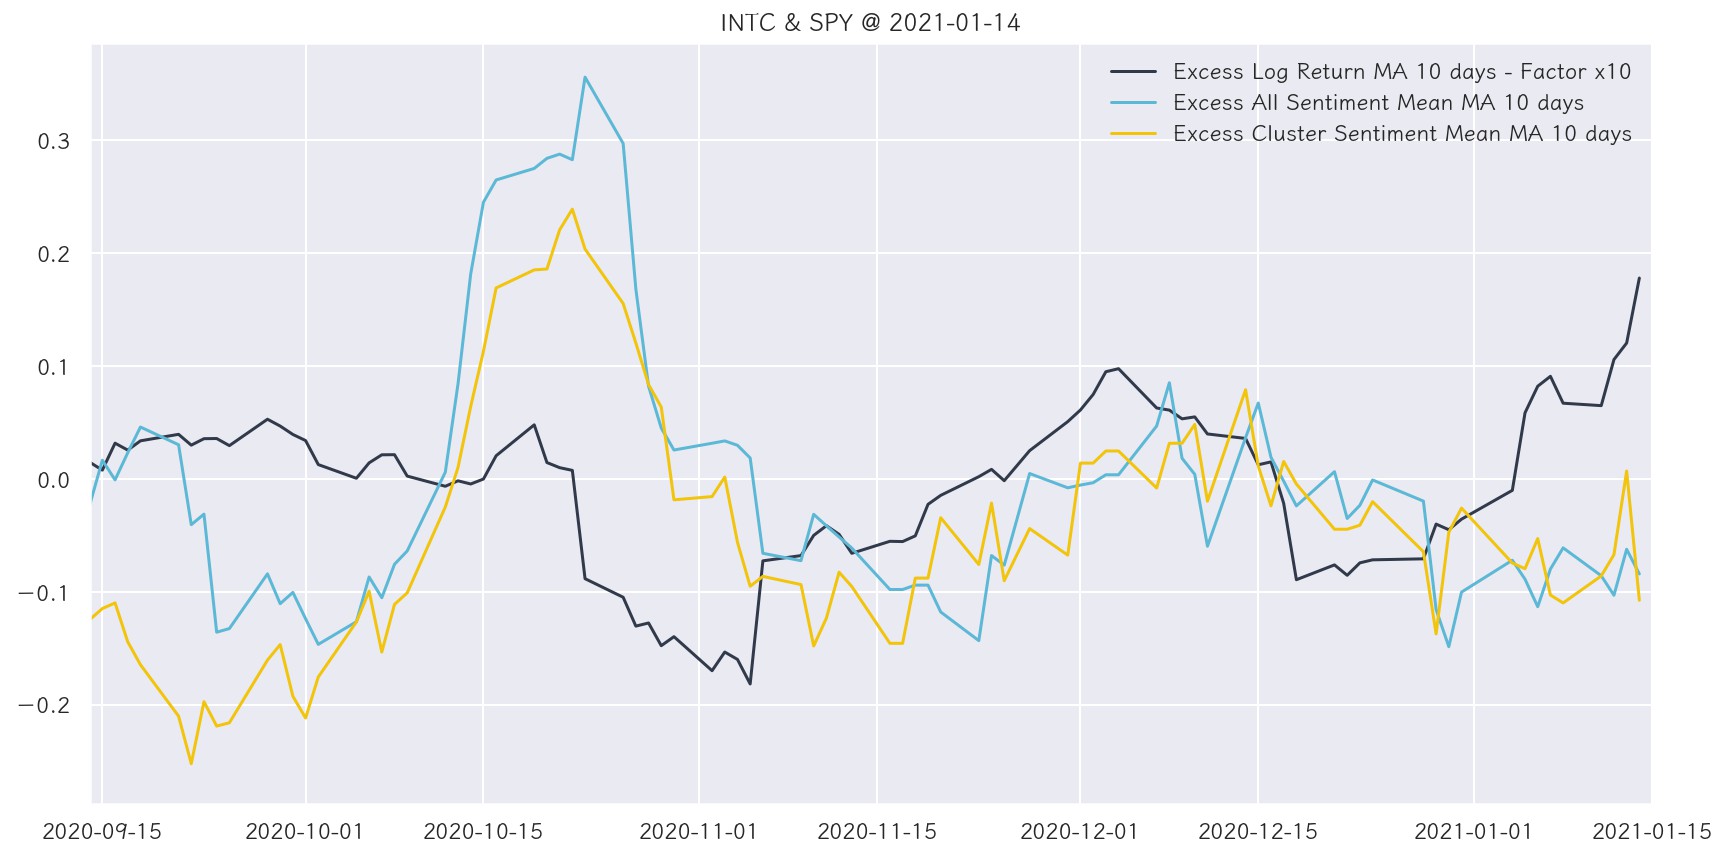 INTC & SPY @ 2021-01-14
Excess Log Return MA 10 days - Factor x10
Excess All Sentiment Mean MA 10 days
Excess Cluster Sentiment Mean MA 10 days
0.3
0.2
0.1
0.0
−0.1
−0.2
2020-09-15 2020-10-01 2020-10-15 2020-11-01 2020-11-15 2020-12-01 2020-12-15 2021-01-01 2021-01-15